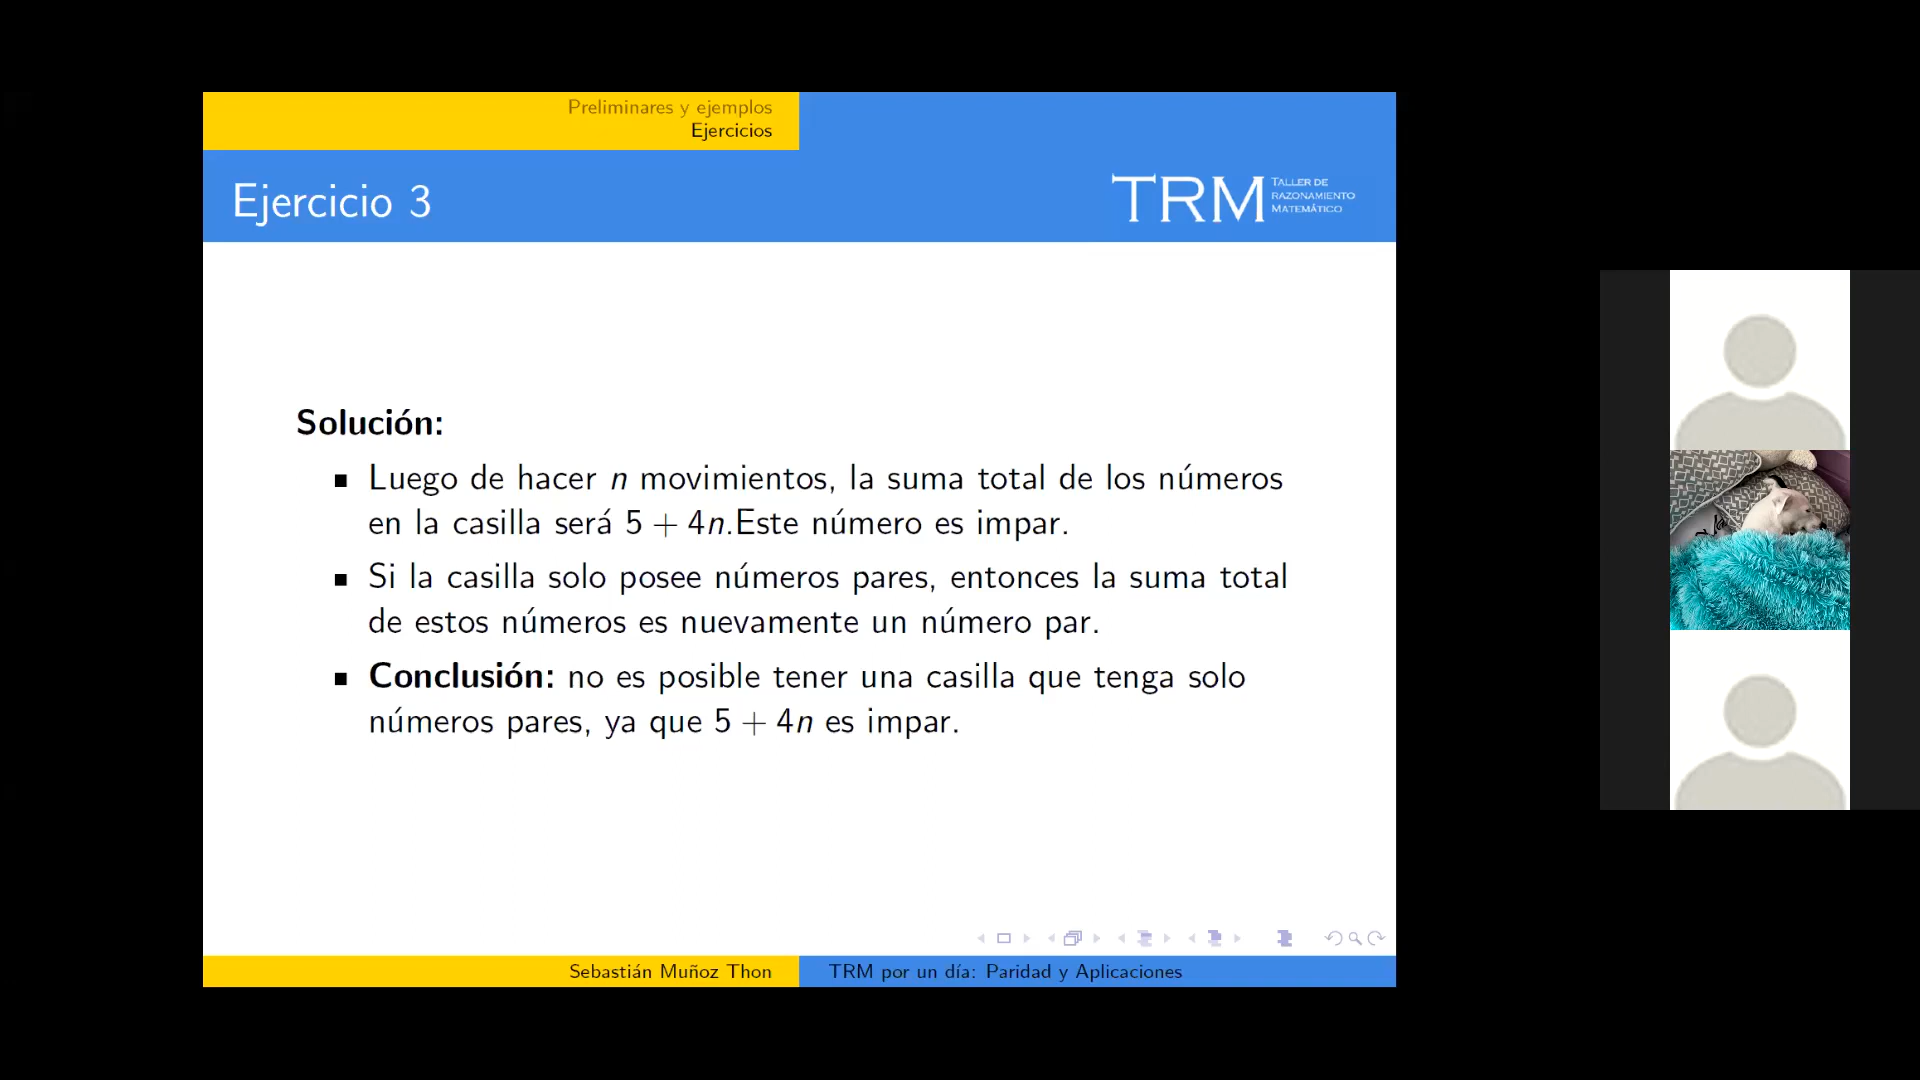 Preliminares y ejemplos
Ejercicios
Ejercicio 3
TRM
TALLER DE
RAZONAMIENTO
MATEMÁTICO
Solución:
▪ Luego de hacer n movimientos, la suma total de los números
en la casilla será 5 + 4n.Este número es impar.
▪ Si la casilla solo posee números pares, entonces la suma total
de estos números es nuevamente un número par.
▪ Conclusión: no es posible tener una casilla que tenga solo
números pares, ya que 5 + 4n es impar.
Sebastián Muñoz Thon
TRM por un día: Paridad y Aplicaciones